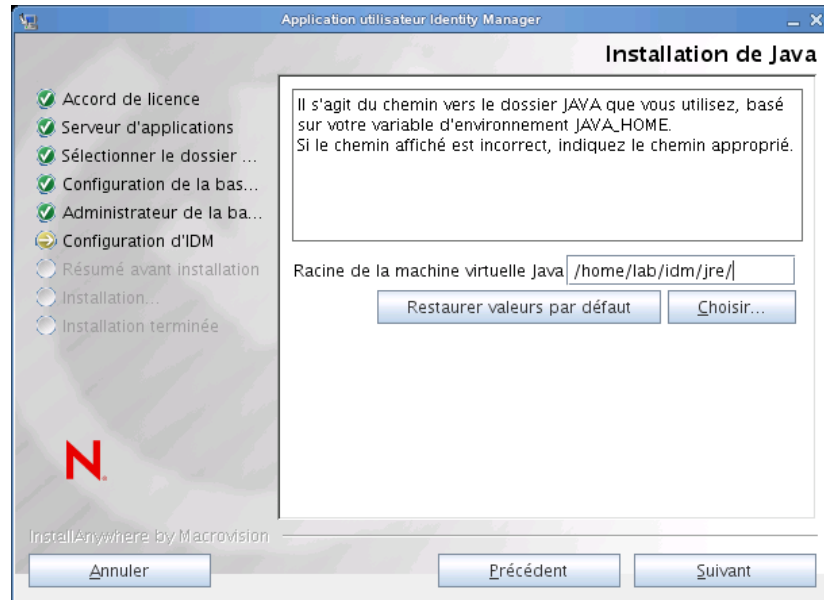 Application utilisateur Identity Manager
Installation de Java
Accord de licence
Serveur d'applications
Sélectionner le dossier ...
Configuration de la bas...
Administrateur de la ba...
Configuration d'IDM
Résumé avant installation
Installation...
Installation terminée
Il s'agit du chemin vers le dossier JAVA que vous utilisez, basé
sur votre variable d'environnement JAVA_HOME.
Si le chemin affiché est incorrect, indiquez le chemin approprié.
Racine de la machine virtuelle Java /home/lab/idm/jre/
Restaurer valeurs par défaut Choisir...
N
InstallAnywhere by Macrovision
Annuler Précédent Suivant